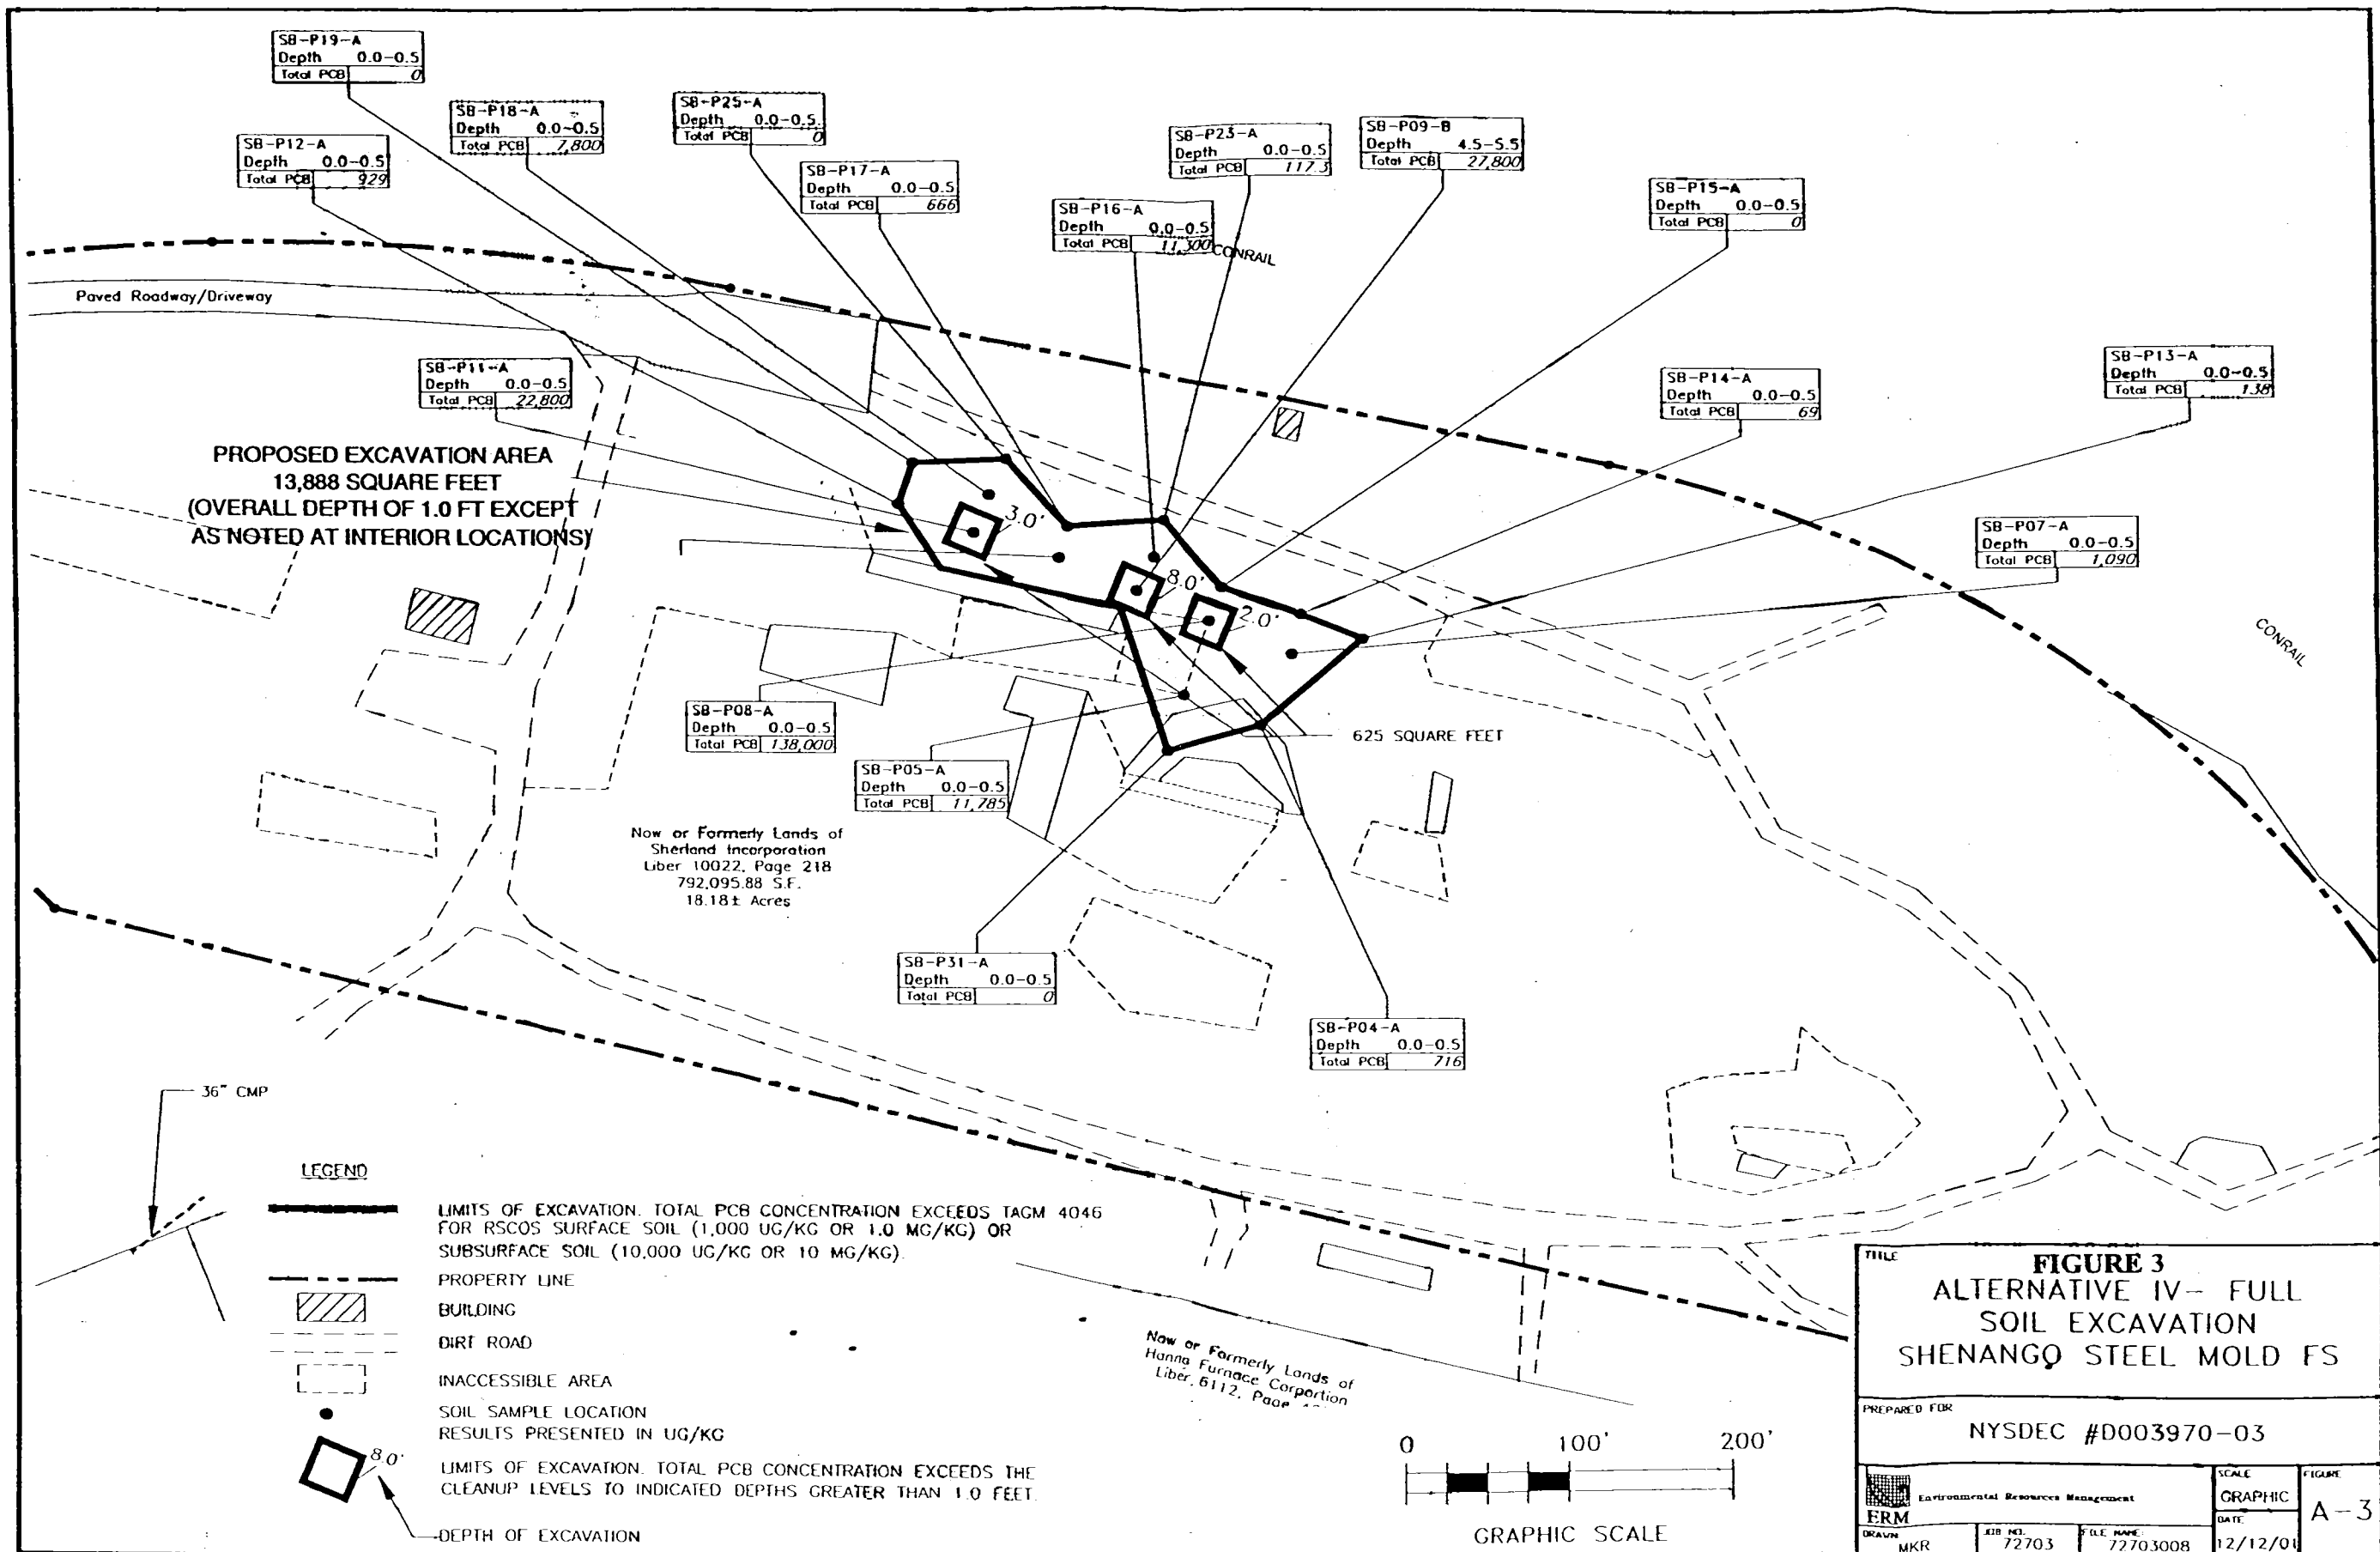 SB-P19-A
Depth 0.0-0.5
Total PCB 0
SB-P18-A
Depth 0.0-0.5
Total PCB 7,800
SB-P25-A
Depth 0.0-0.5
Total PCB 0
SB-P12-A
Depth 0.0-0.5
Total PCB 929
SB-P17-A
Depth 0.0-0.5
Total PCB 666
SB-P23-A
Depth 0.0-0.5
Total PCB 117.3
SB-P09-B
Depth 4.5-5.5
Total PCB 27,800
SB-P16-A
Depth 0.0-0.5
Total PCB 11,300
CONRAIL
SB-P15-A
Depth 0.0-0.5
Total PCB 0
Paved Roadway/Driveway
SB-P11-A
Depth 0.0-0.5
Total PCB 22,800
SB-P14-A
Depth 0.0-0.5
Total PCB 69
SB-P13-A
Depth 0.0-0.5
Total PCB 138
PROPOSED EXCAVATION AREA
13,888 SQUARE FEET
(OVERALL DEPTH OF 1.0 FT EXCEPT
AS NOTED AT INTERIOR LOCATIONS)
3.0'
8.0'
2.0'
SB-P07-A
Depth 0.0-0.5
Total PCB 1,090
CONRAIL
SB-P08-A
Depth 0.0-0.5
Total PCB 138,000
625 SQUARE FEET
SB-P05-A
Depth 0.0-0.5
Total PCB 11,785
Now or Formerly Lands of
Sherland Incorporation
Liber 10022, Page 218
792,095.88 S.F.
18.18± Acres
SB-P31-A
Depth 0.0-0.5
Total PCB 0
SB-P04-A
Depth 0.0-0.5
Total PCB 716
36" CMP
LEGEND
LIMITS OF EXCAVATION. TOTAL PCB CONCENTRATION EXCEEDS TAGM 4046
FOR RSCOS SURFACE SOIL (1,000 UG/KG OR 1.0 MG/KG) OR
SUBSURFACE SOIL (10,000 UG/KG OR 10 MG/KG).
PROPERTY LINE
BUILDING
DIRT ROAD
INACCESSIBLE AREA
SOIL SAMPLE LOCATION
RESULTS PRESENTED IN UG/KG
8.0'
LIMITS OF EXCAVATION. TOTAL PCB CONCENTRATION EXCEEDS THE
CLEANUP LEVELS TO INDICATED DEPTHS GREATER THAN 1.0 FEET.
DEPTH OF EXCAVATION
Now or Formerly Lands of
Hanna Furnace Corportion
Liber, 6112, Page
0 100' 200'
GRAPHIC SCALE
TITLE
FIGURE 3
ALTERNATIVE IV- FULL
SOIL EXCAVATION
SHENANGO STEEL MOLD FS
PREPARED FOR
NYSDEC #D003970-03
Environmental Resources Management
ERM
SCALE
GRAPHIC
FIGURE
A-3
DRAWN
MKR
JOB NO.
72703
FILE NAME:
72703008
DATE
12/12/01